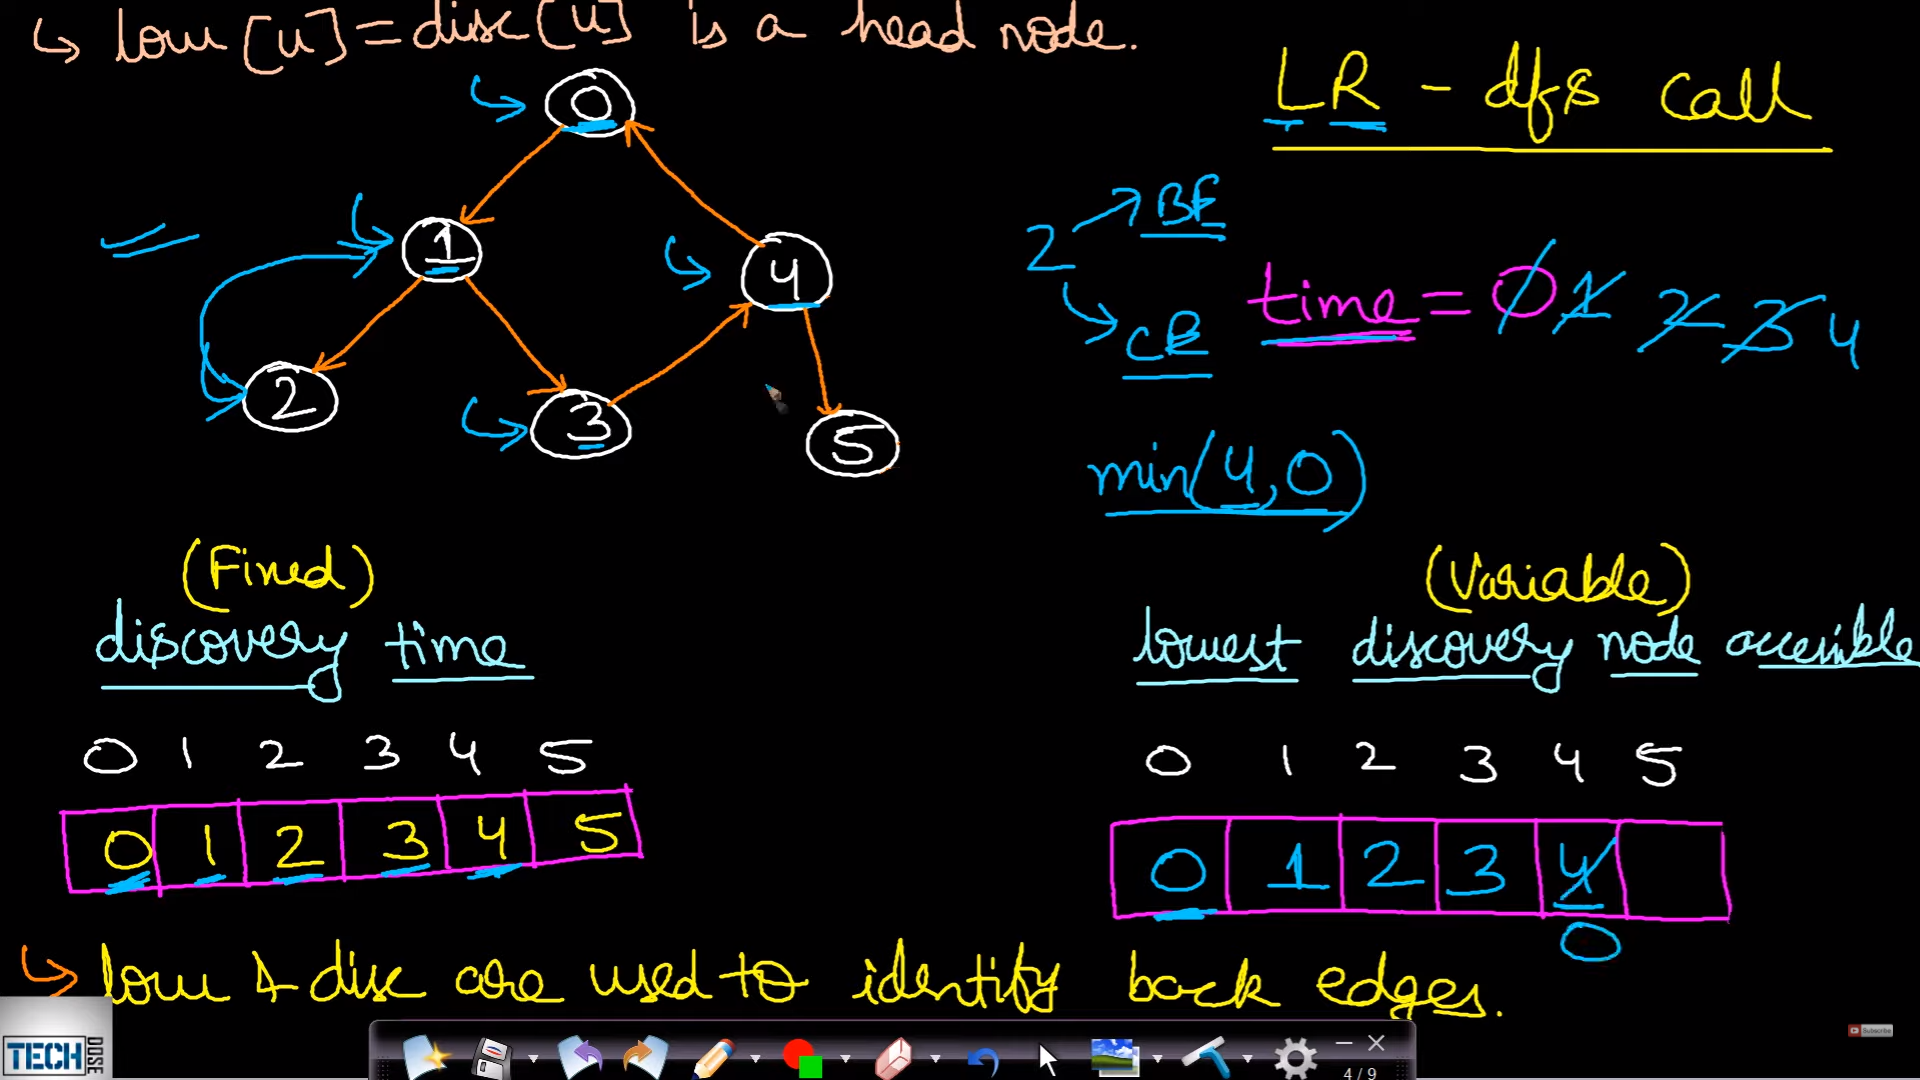 ↳ low[u]=disc[u] is a head node.
LR - dfs call
0
BE
1
4
2
time = 0 1 2 3 4
CR
2
3
5
min(4,0)
(Fixed)
(Variable)
discovery time
lowest discovery node accessible
0 1 2 3 4 5
0 1 2 3 4 5
0 1 2 3 4 5
0 1 2 3 4
0
↳ low & disc are used to identify back edges.
TECH DOSE
Subscribe
4 / 9